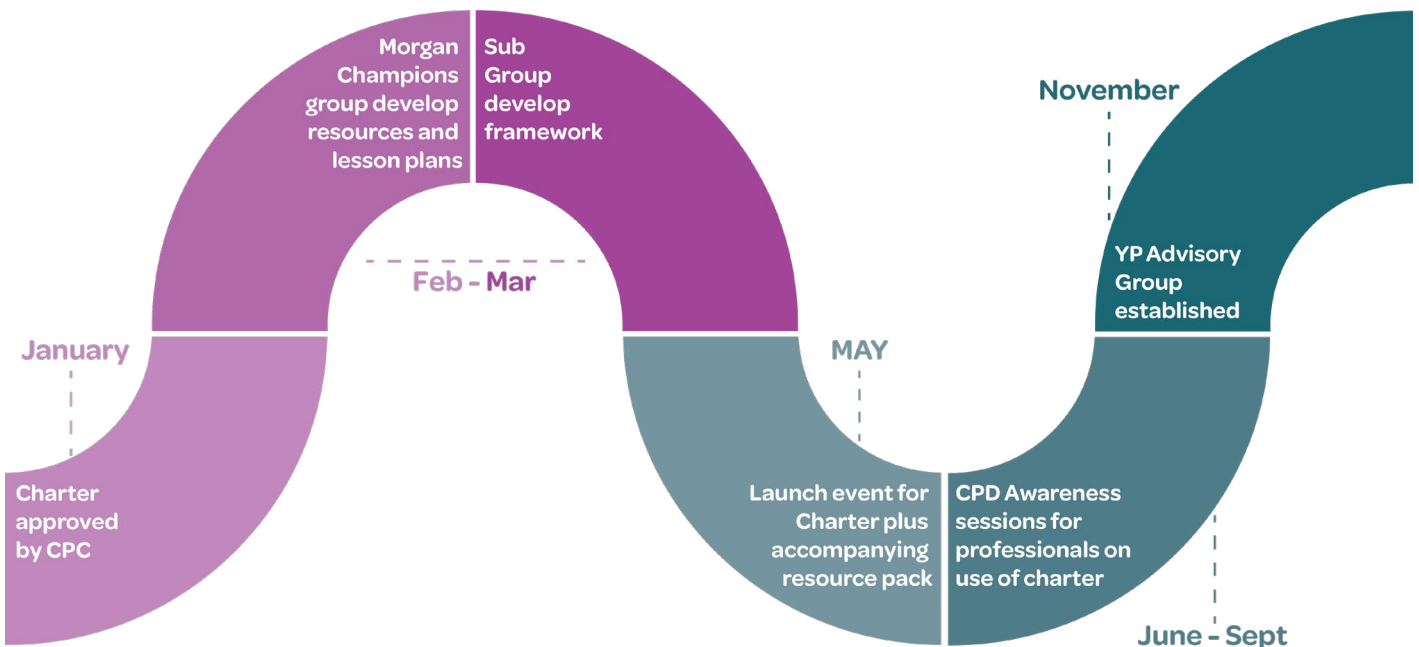 January
Charter
approved
by CPC
Morgan
Champions
group develop
resources and
lesson plans
Sub
Group
develop
framework
Feb - Mar
MAY
Launch event for
Charter plus
accompanying
resource pack
CPD Awareness
sessions for
professionals on
use of charter
June - Sept
November
YP Advisory
Group
established